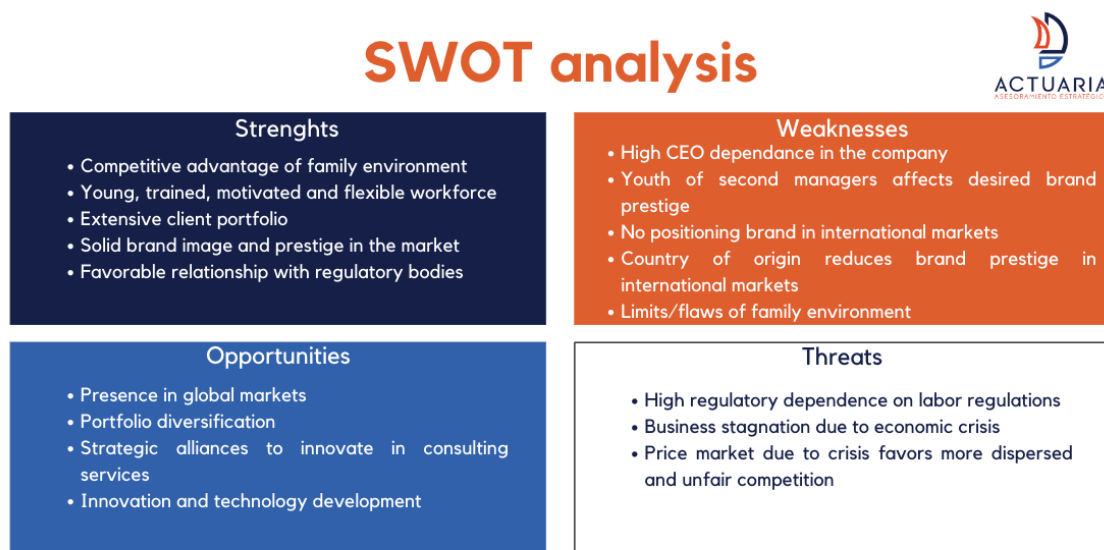 SWOT analysis
ACTUARIA
ASESORAMIENTO ESTRATÉGICO
Strenghts
• Competitive advantage of family environment
• Young, trained, motivated and flexible workforce
• Extensive client portfolio
• Solid brand image and prestige in the market
• Favorable relationship with regulatory bodies
Weaknesses
• High CEO dependance in the company
• Youth of second managers affects desired brand
prestige
• No positioning brand in international markets
• Country of origin reduces brand prestige in
international markets
• Limits/flaws of family environment
Opportunities
• Presence in global markets
• Portfolio diversification
• Strategic alliances to innovate in consulting
services
• Innovation and technology development
Threats
• High regulatory dependence on labor regulations
• Business stagnation due to economic crisis
• Price market due to crisis favors more dispersed
and unfair competition